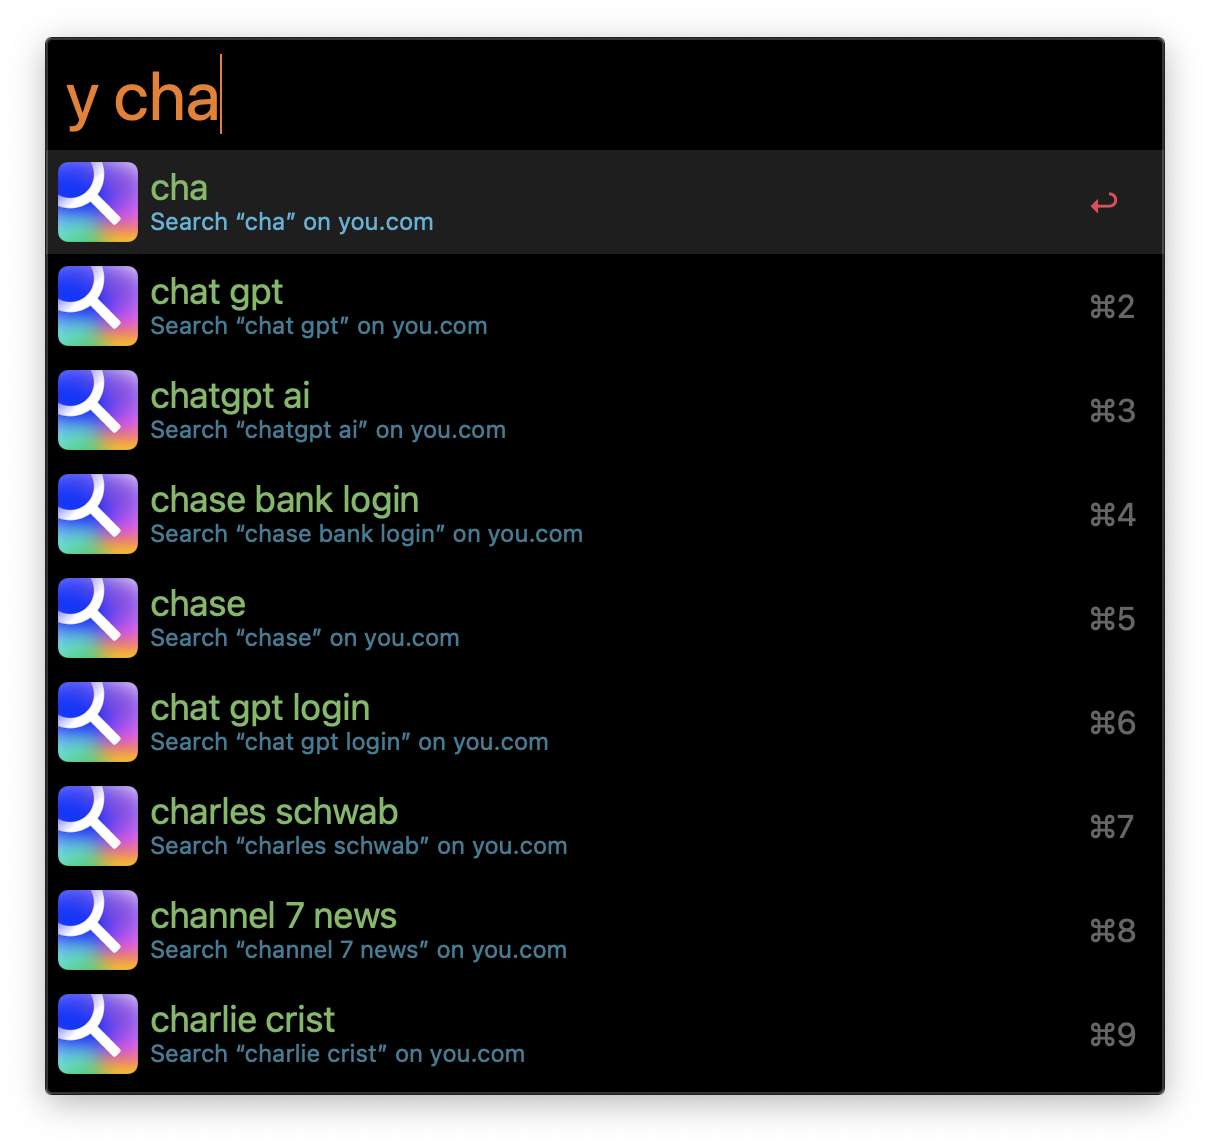 y cha
cha
Search “cha” on you.com
↩
chat gpt
Search “chat gpt” on you.com
⌘2
chatgpt ai
Search “chatgpt ai” on you.com
⌘3
chase bank login
Search “chase bank login” on you.com
⌘4
chase
Search “chase” on you.com
⌘5
chat gpt login
Search “chat gpt login” on you.com
⌘6
charles schwab
Search “charles schwab” on you.com
⌘7
channel 7 news
Search “channel 7 news” on you.com
⌘8
charlie crist
Search “charlie crist” on you.com
⌘9